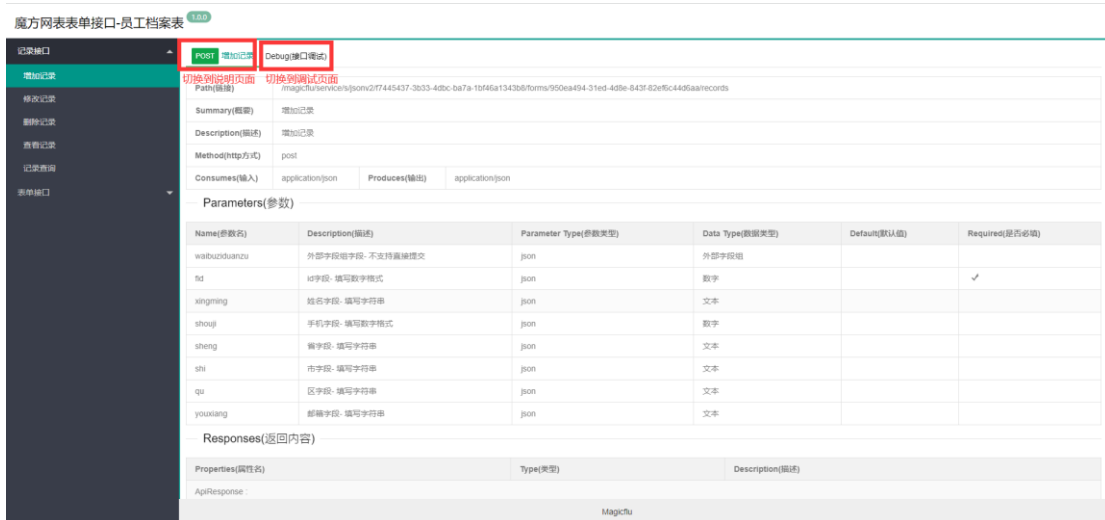 魔方网表表单接口-员工档案表 1.0.0
记录接口
增加记录
修改记录
删除记录
查看记录
记录查询
表单接口
POST 增加记录 Debug(接口调试)
切换到说明页面 切换到调试页面
Path(链接) /magicflu/service/s/jsonv2/f7445437-3b33-4dbc-ba7a-1bf46a1343b8/forms/950ea494-31ed-4d8e-843f-82ef6c44d6aa/records
Summary(概要) 增加记录
Description(描述) 增加记录
Method(http方式) post
Consumes(输入) application/json Produces(输出) application/json
Parameters(参数)
Name(参数名) Description(描述) Parameter Type(参数类型) Data Type(数据类型) Default(默认值) Required(是否必填)
waibuziduanzu 外部字段组字段- 不支持直接提交 json 外部字段组
fid id字段- 填写数字格式 json 数字 ✓
xingming 姓名字段- 填写字符串 json 文本
shouji 手机字段- 填写数字格式 json 数字
sheng 省字段- 填写字符串 json 文本
shi 市字段- 填写字符串 json 文本
qu 区字段- 填写字符串 json 文本
youxiang 邮箱字段- 填写字符串 json 文本
Responses(返回内容)
Properties(属性名) Type(类型) Description(描述)
ApiResponse :
Magicflu